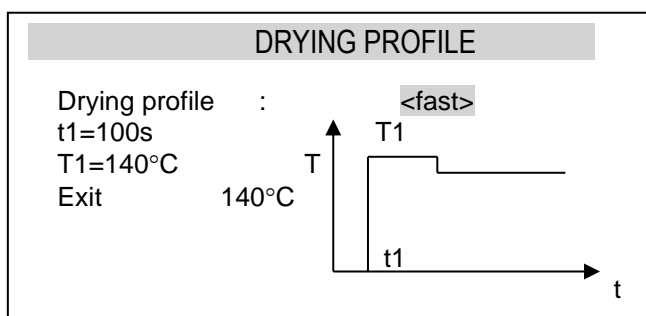 DRYING PROFILE
Drying profile : <fast>
t1=100s T1
T1=140°C T
Exit 140°C
t1
t